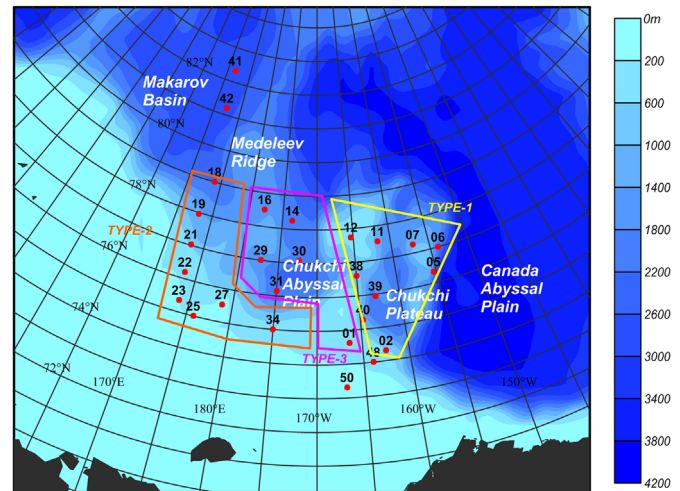 0m
200
600
1000
1400
1800
2200
2600
3000
3400
3800
4200
82°N
41
Makarov
Basin
42
80°N
Medeleev
Ridge
78°N
18
16
14
TYPE-1
19
TYPE-2
76°N
21
12
11
07
06
29
30
22
Chukchi
Abyssal
Plain
38
05
Canada
Abyssal
Plain
23
25
27
31
39
Chukchi
Plateau
74°N
34
40
01
02
TYPE-3
48
72°N
170°E
50
150°W
180°E
170°W
160°W